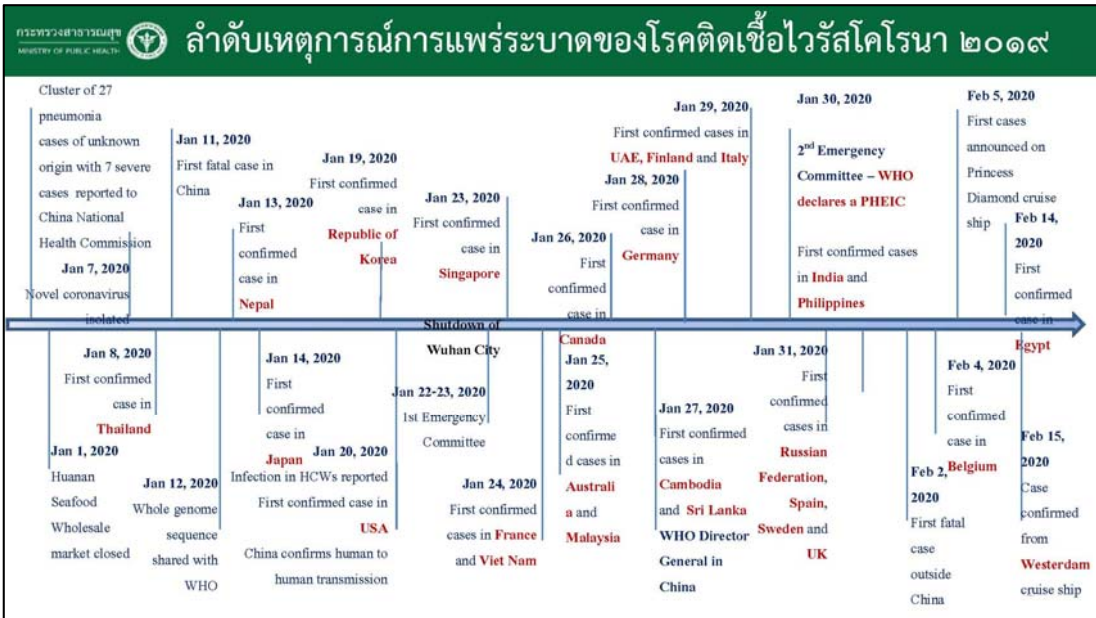 กระทรวงสาธารณสุข
MINISTRY OF PUBLIC HEALTH
ลำดับเหตุการณ์การแพร่ระบาดของโรคติดเชื้อไวรัสโคโรนา ๒๐๑๙
Cluster of 27
pneumonia
cases of unknown
origin with 7 severe
cases reported to
China National
Health Commission
Jan 7, 2020
Novel coronavirus
isolated
Jan 11, 2020
First fatal case in
China
Jan 13, 2020
First
confirmed
case in
Nepal
Jan 19, 2020
First confirmed
case in
Republic of
Korea
Jan 23, 2020
First confirmed
case in
Singapore
Shutdown of
Wuhan City
Jan 26, 2020
First
confirmed
case in
Canada
Jan 28, 2020
First confirmed
case in
Germany
Jan 29, 2020
First confirmed cases in
UAE, Finland and Italy
Jan 30, 2020
2nd Emergency
Committee – WHO
declares a PHEIC
First confirmed cases
in India and
Philippines
Feb 5, 2020
First cases
announced on
Princess
Diamond cruise
ship
Feb 14,
2020
First
confirmed
case in
Egypt
Jan 1, 2020
Huanan
Seafood
Wholesale
market closed
Jan 8, 2020
First confirmed
case in
Thailand
Jan 12, 2020
Whole genome
sequence
shared with
WHO
Jan 14, 2020
First
confirmed
case in
Japan
Jan 20, 2020
Infection in HCWs reported
First confirmed case in
USA
China confirms human to
human transmission
Jan 22-23, 2020
1st Emergency
Committee
Jan 24, 2020
First confirmed
cases in France
and Viet Nam
Jan 25,
2020
First
confirme
d cases in
Australi
a and
Malaysia
Jan 27, 2020
First confirmed
cases in
Cambodia
and Sri Lanka
WHO Director
General in
China
Jan 31, 2020
First
confirmed
cases in
Russian
Federation,
Spain,
Sweden and
UK
Feb 2,
2020
First fatal
case
outside
China
Feb 4, 2020
First
confirmed
case in
Belgium
Feb 15,
2020
Case
confirmed
from
Westerdam
cruise ship